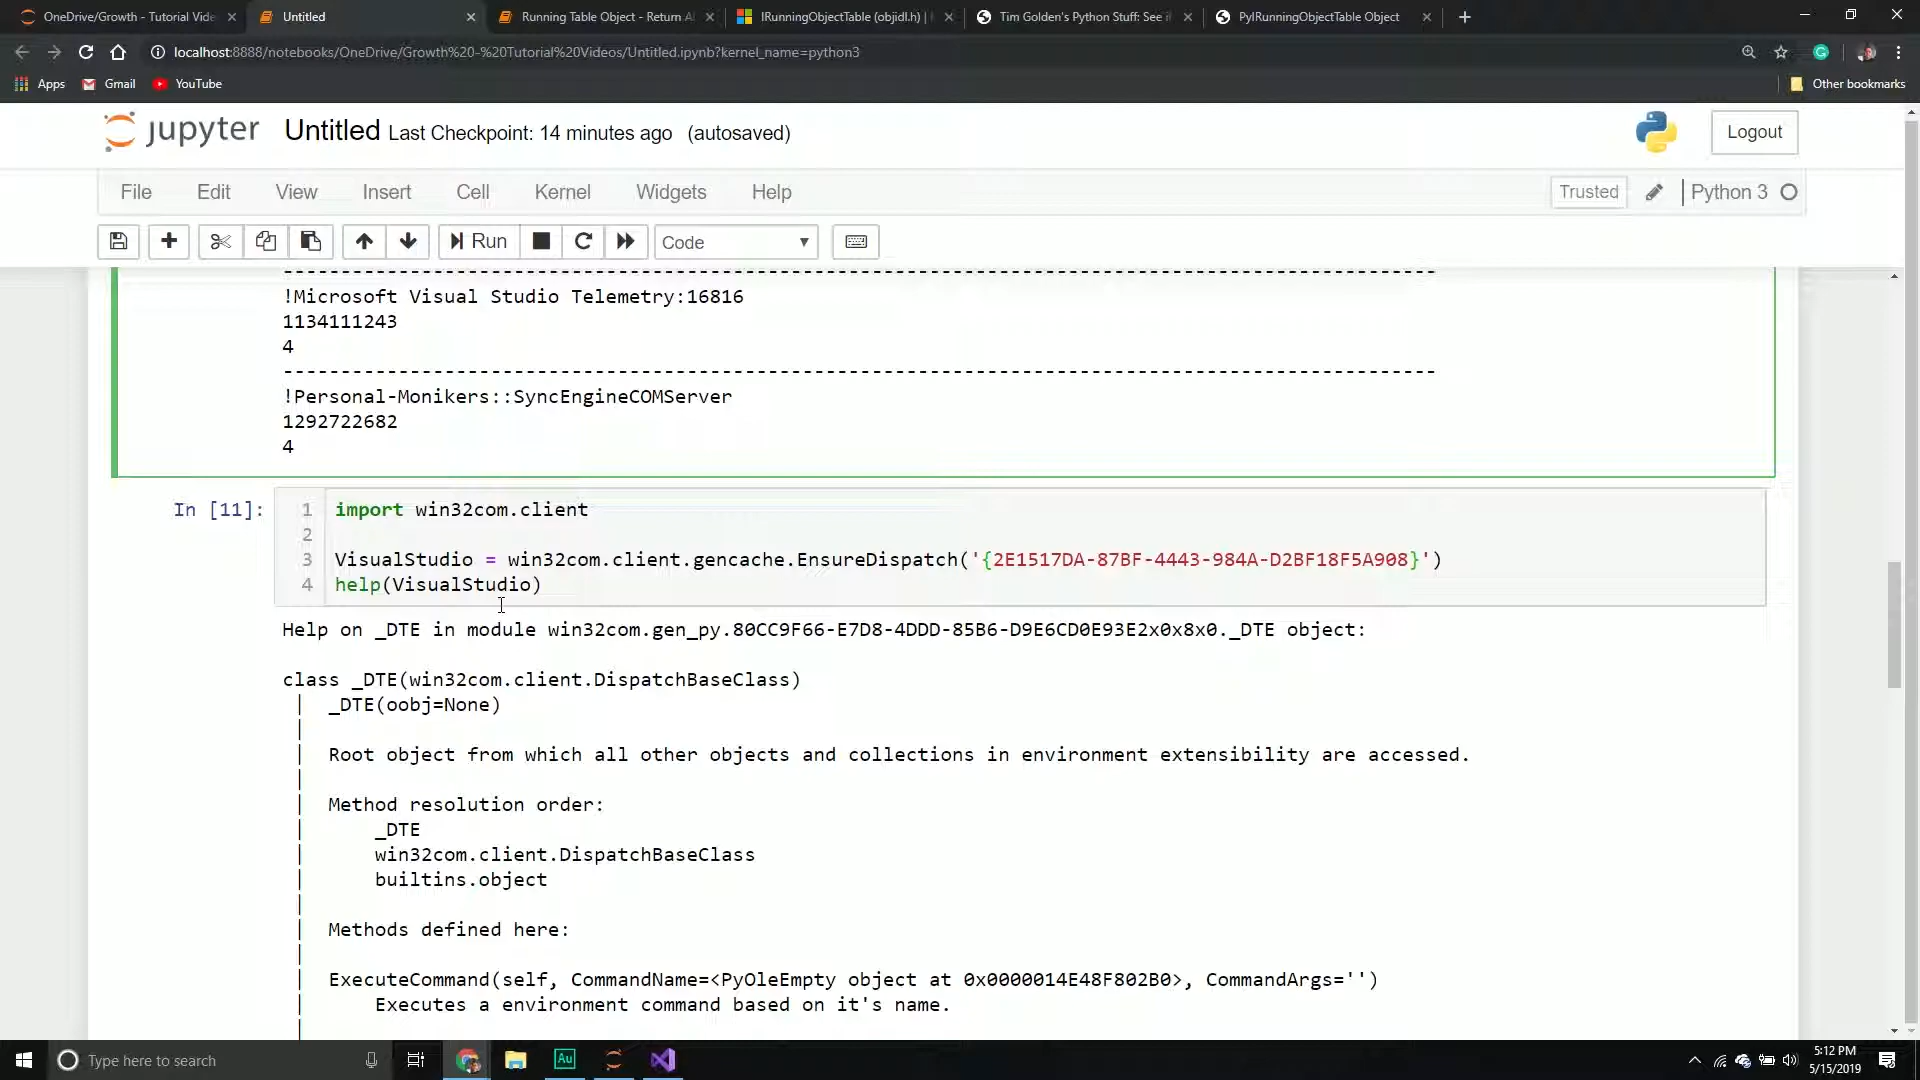 OneDrive/Growth - Tutorial Vide
Untitled
Running Table Object - Return A
IRunningObjectTable (objidl.h) |
Tim Golden's Python Stuff: See i
PyIRunningObjectTable Object
localhost:8888/notebooks/OneDrive/Growth%20-%20Tutorial%20Videos/Untitled.ipynb?kernel_name=python3
Apps
Gmail
YouTube
Other bookmarks
jupyter
Untitled Last Checkpoint: 14 minutes ago (autosaved)
Logout
File Edit View Insert Cell Kernel Widgets Help
Trusted
Python 3
Run
Code
--------------------------------------------------------------------------------------------------
!Microsoft Visual Studio Telemetry:16816
1134111243
4
--------------------------------------------------------------------------------------------------
!Personal-Monikers::SyncEngineCOMServer
1292722682
4
In [11]:
1 import win32com.client
2
3 VisualStudio = win32com.client.gencache.EnsureDispatch('{2E1517DA-87BF-4443-984A-D2BF18F5A908}')
4 help(VisualStudio)
Help on _DTE in module win32com.gen_py.80CC9F66-E7D8-4DDD-85B6-D9E6CD0E93E2x0x8x0._DTE object:
class _DTE(win32com.client.DispatchBaseClass)
| _DTE(oobj=None)
|
| Root object from which all other objects and collections in environment extensibility are accessed.
|
| Method resolution order:
| _DTE
| win32com.client.DispatchBaseClass
| builtins.object
|
| Methods defined here:
|
| ExecuteCommand(self, CommandName=<PyOleEmpty object at 0x0000014E48F802B0>, CommandArgs='')
| Executes a environment command based on it's name.
|
Type here to search
Au
5:12 PM
5/15/2019